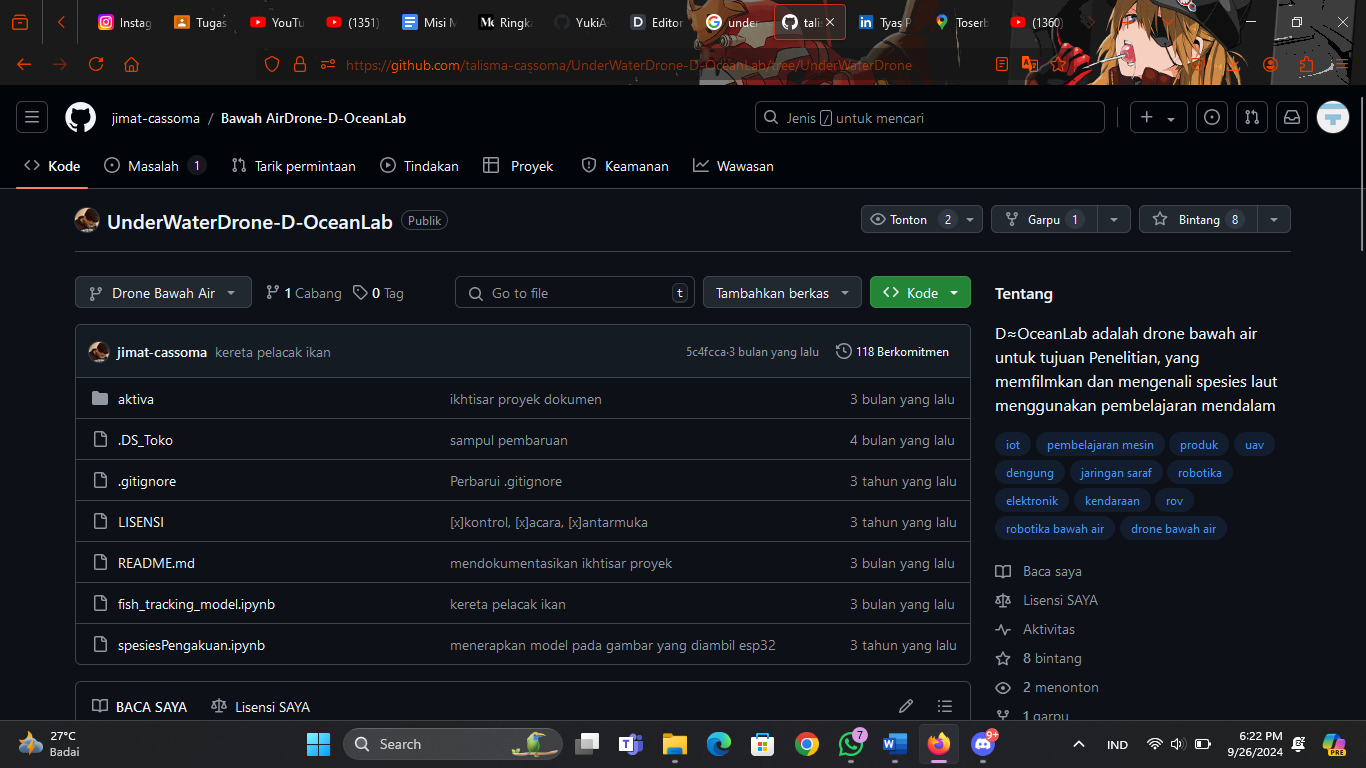 Instag
Tugas
YouTu
(1351)
Misi M
Ringka
YukiA
Editor
under
talis
Tyas P
Toserb
(1360)
https://github.com/talisma-cassoma/UnderWaterDrone-D-OceanLab/tree/UnderWaterDrone
jimat-cassoma / Bawah AirDrone-D-OceanLab
Jenis / untuk mencari
Kode
Masalah 1
Tarik permintaan
Tindakan
Proyek
Keamanan
Wawasan
UnderWaterDrone-D-OceanLab Publik
Tonton 2
Garpu 1
Bintang 8
Drone Bawah Air
1 Cabang
0 Tag
Go to file t
Tambahkan berkas
Kode
jimat-cassoma kereta pelacak ikan 5c4fcca·3 bulan yang lalu 118 Berkomitmen
aktiva ikhtisar proyek dokumen 3 bulan yang lalu
.DS_Toko sampul pembaruan 4 bulan yang lalu
.gitignore Perbarui .gitignore 3 tahun yang lalu
LISENSI [x]kontrol, [x]acara, [x]antarmuka 3 tahun yang lalu
README.md mendokumentasikan ikhtisar proyek 3 bulan yang lalu
fish_tracking_model.ipynb kereta pelacak ikan 3 bulan yang lalu
spesiesPengakuan.ipynb menerapkan model pada gambar yang diambil esp32 3 tahun yang lalu
BACA SAYA
Lisensi SAYA
Tentang
D≈OceanLab adalah drone bawah air
untuk tujuan Penelitian, yang
memfilmkan dan mengenali spesies laut
menggunakan pembelajaran mendalam
iot pembelajaran mesin produk uav
dengung jaringan saraf robotika
elektronik kendaraan rov
robotika bawah air drone bawah air
Baca saya
Lisensi SAYA
Aktivitas
8 bintang
2 menonton
1 garpu
27°C
Badai
Search
7
9+
IND
6:22 PM
9/26/2024
PRE